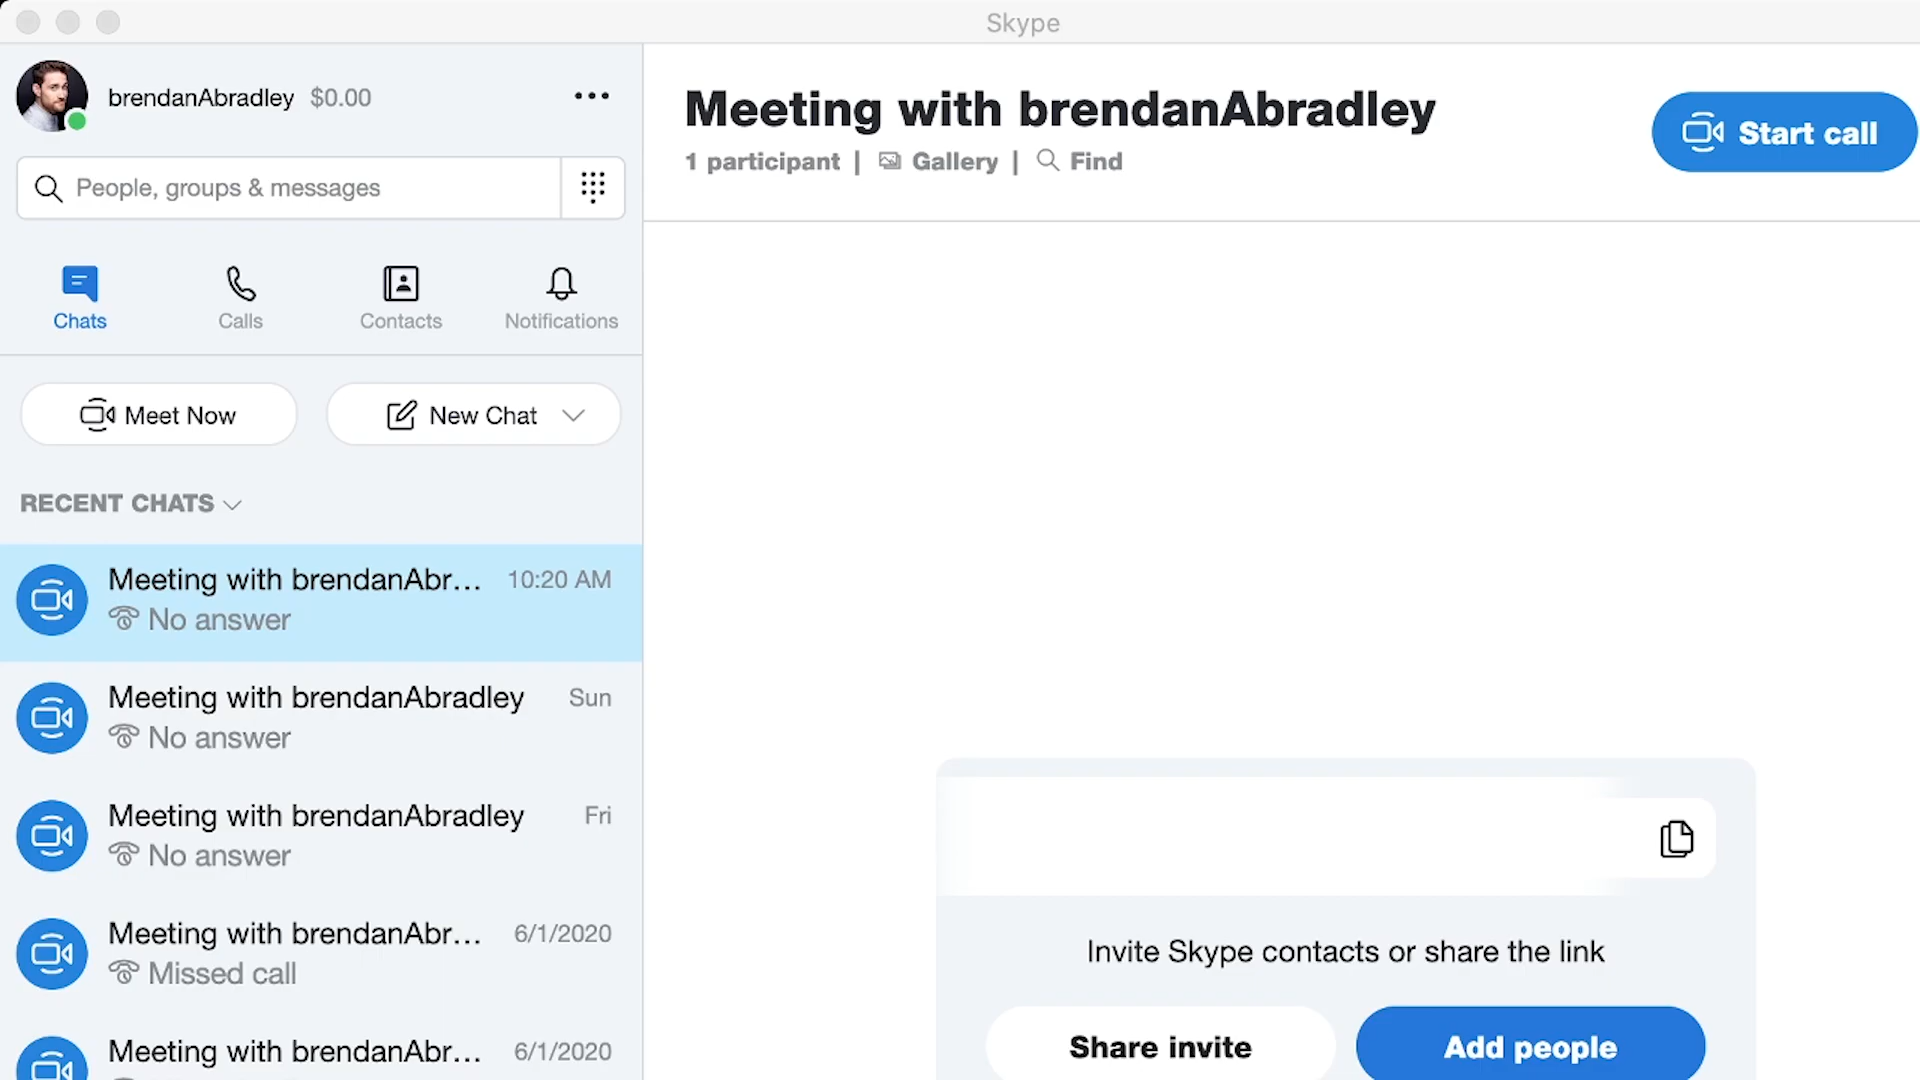 Skype
brendanAbradley $0.00
People, groups & messages
Chats
Calls
Contacts
Notifications
Meet Now
New Chat
RECENT CHATS
Meeting with brendanAbr... 10:20 AM
No answer
Meeting with brendanAbradley Sun
No answer
Meeting with brendanAbradley Fri
No answer
Meeting with brendanAbr... 6/1/2020
Missed call
Meeting with brendanAbr... 6/1/2020
Meeting with brendanAbradley
1 participant | Gallery | Find
Start call
Invite Skype contacts or share the link
Share invite
Add people